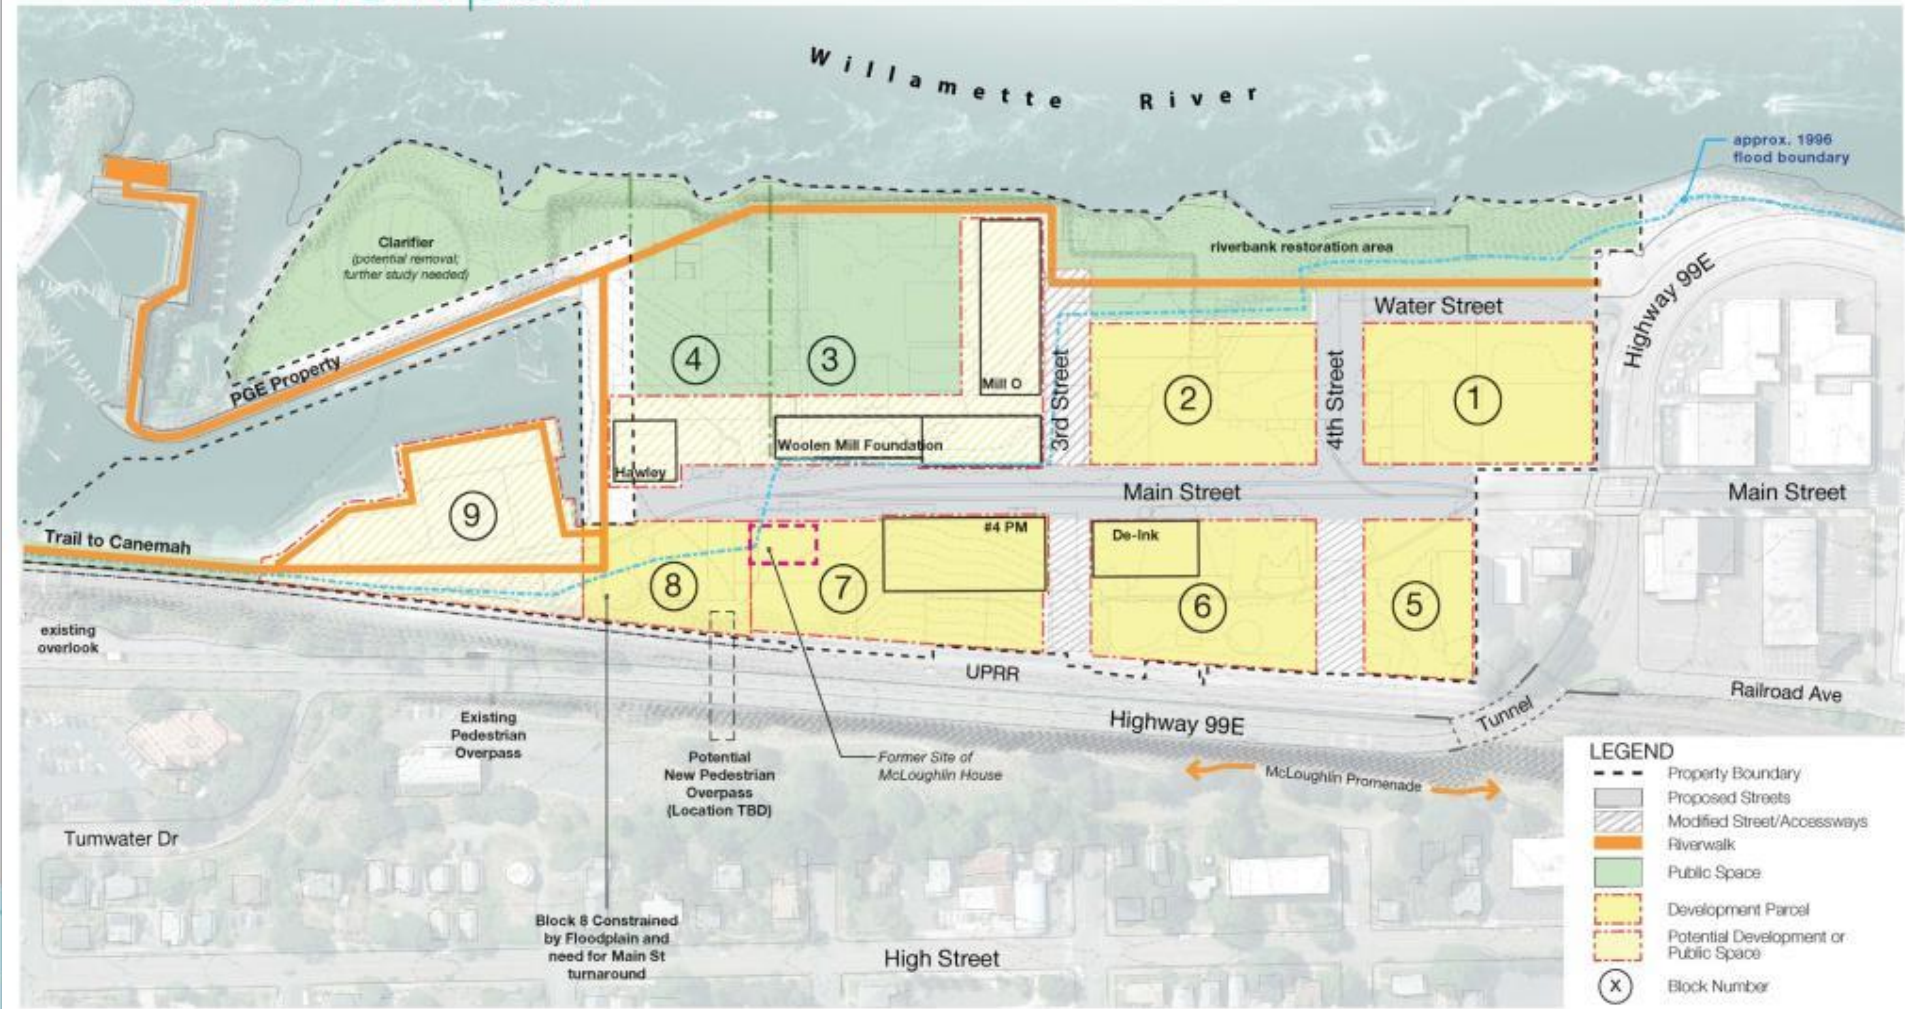 Willamette River
approx. 1996
flood boundary
Clarifier
(potential removal;
further study needed)
riverbank restoration area
Highway 99E
Water Street
PGE Property
4
3
Mill O
3rd Street
2
4th Street
1
Woolen Mill Foundation
Hawley
Main Street
Main Street
9
Trail to Canemah
#4 PM
De-Ink
8
7
6
5
existing
overlook
UPRR
Railroad Ave
Tunnel
Highway 99E
Existing
Pedestrian
Overpass
Potential
New Pedestrian
Overpass
(Location TBD)
Former Site of
McLoughlin House
McLoughlin Promenade
Tumwater Dr
Block 8 Constrained
by Floodplain and
need for Main St
turnaround
High Street
LEGEND
Property Boundary
Proposed Streets
Modified Street/Accessways
Riverwalk
Public Space
Development Parcel
Potential Development or
Public Space
X Block Number